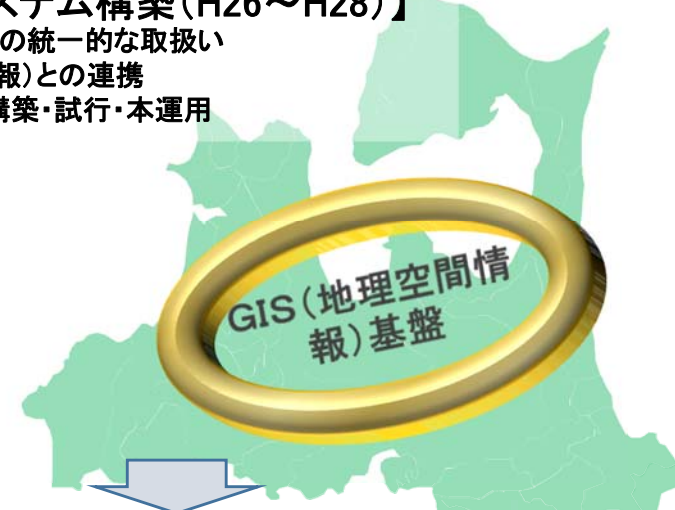 ステム構築(H26~H28)】
の統一的な取扱い
報)との連携
構築・試行・本運用
GIS(地理空間情
報)基盤